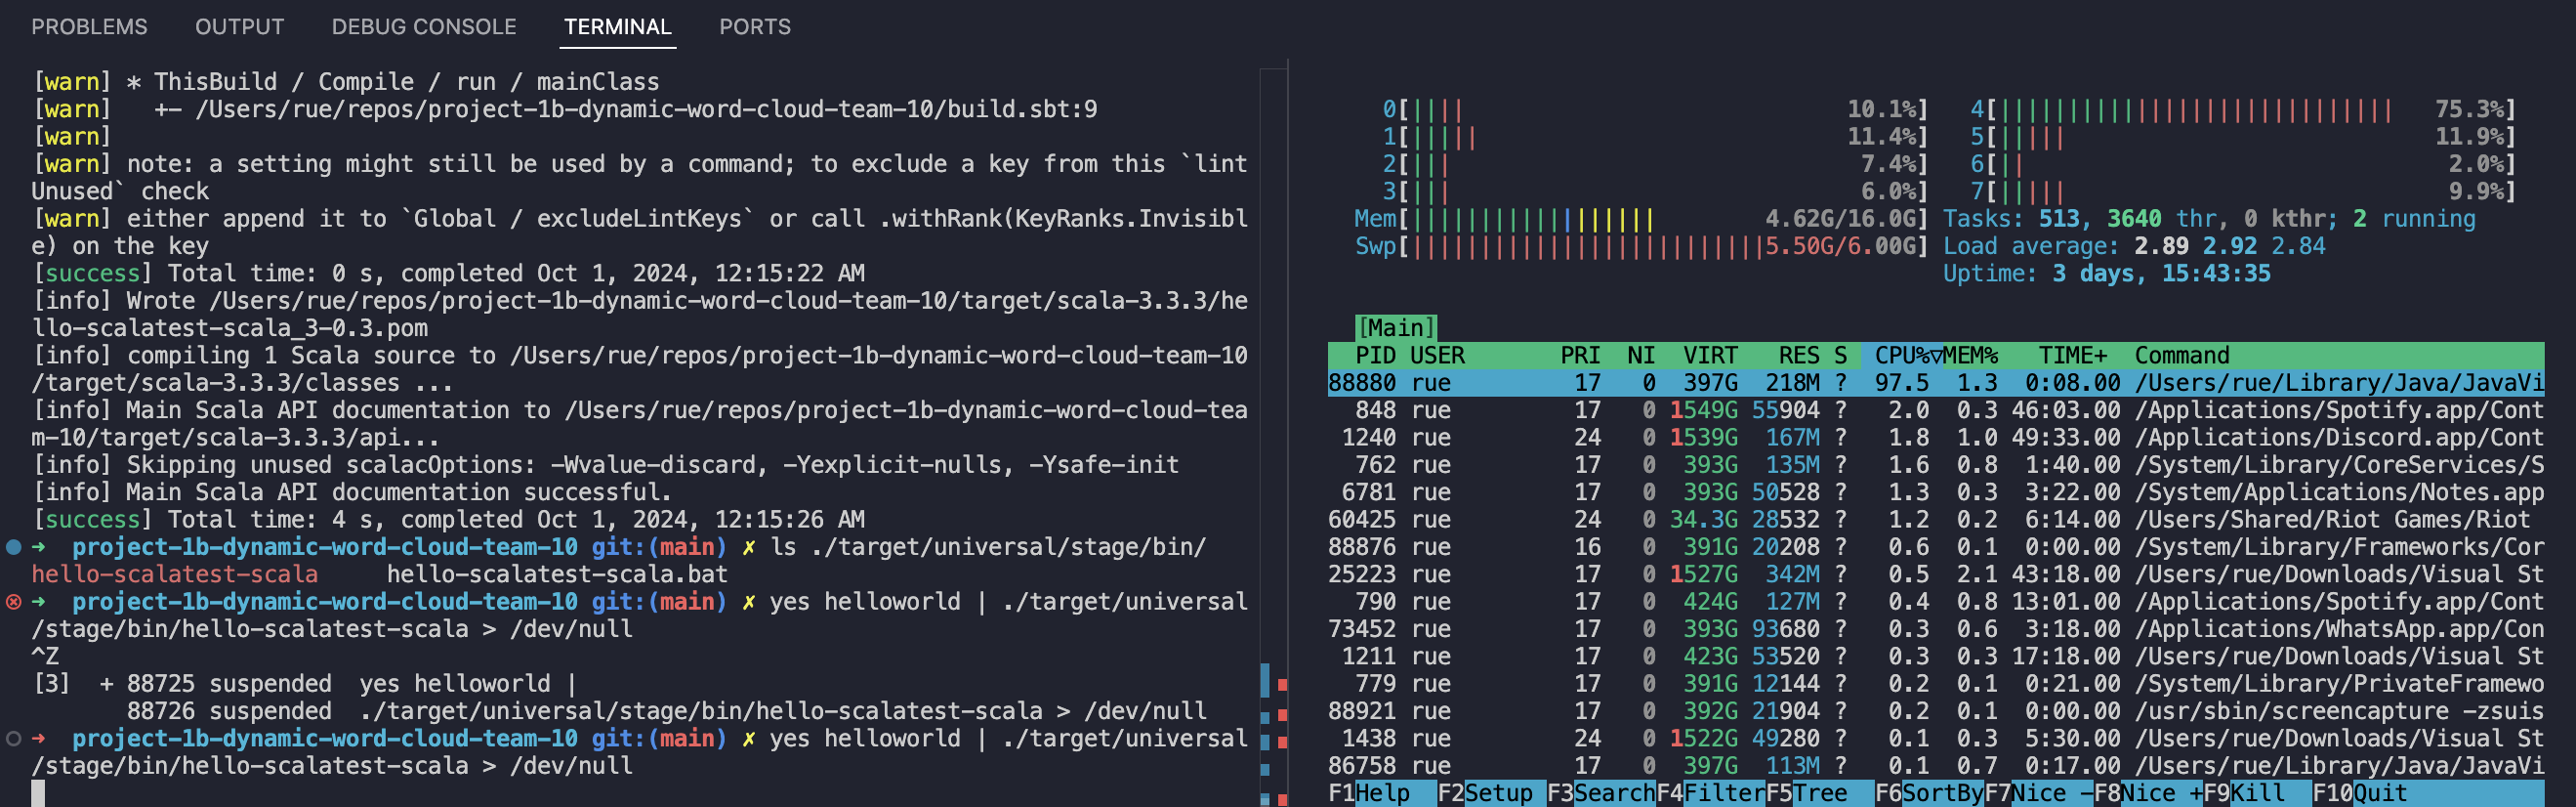 PROBLEMS OUTPUT DEBUG CONSOLE TERMINAL PORTS
[warn] * ThisBuild / Compile / run / mainClass
[warn]   +- /Users/rue/repos/project-1b-dynamic-word-cloud-team-10/build.sbt:9
[warn]
[warn] note: a setting might still be used by a command; to exclude a key from this `lint
Unused` check
[warn] either append it to `Global / excludeLintKeys` or call .withRank(KeyRanks.Invisibl
e) on the key
[success] Total time: 0 s, completed Oct 1, 2024, 12:15:22 AM
[info] Wrote /Users/rue/repos/project-1b-dynamic-word-cloud-team-10/target/scala-3.3.3/he
llo-scalatest-scala_3-0.3.pom
[info] compiling 1 Scala source to /Users/rue/repos/project-1b-dynamic-word-cloud-team-10
/target/scala-3.3.3/classes ...
[info] Main Scala API documentation to /Users/rue/repos/project-1b-dynamic-word-cloud-tea
m-10/target/scala-3.3.3/api...
[info] Skipping unused scalacOptions: -Wvalue-discard, -Yexplicit-nulls, -Ysafe-init
[info] Main Scala API documentation successful.
[success] Total time: 4 s, completed Oct 1, 2024, 12:15:26 AM
➜  project-1b-dynamic-word-cloud-team-10 git:(main) ✗ ls ./target/universal/stage/bin/
hello-scalatest-scala     hello-scalatest-scala.bat
➜  project-1b-dynamic-word-cloud-team-10 git:(main) ✗ yes helloworld | ./target/universal
/stage/bin/hello-scalatest-scala > /dev/null
^Z
[3]  + 88725 suspended  yes helloworld |
       88726 suspended  ./target/universal/stage/bin/hello-scalatest-scala > /dev/null
➜  project-1b-dynamic-word-cloud-team-10 git:(main) ✗ yes helloworld | ./target/universal
/stage/bin/hello-scalatest-scala > /dev/null
0[|||| 10.1%] 4[||||||||||||||||||||||||||||| 75.3%]
1[||||| 11.4%] 5[||||| 11.9%]
2[||| 7.4%] 6[|| 2.0%]
3[||| 6.0%] 7[||||| 9.9%]
Mem[|||||||||||||||||| 4.62G/16.0G] Tasks: 513, 3640 thr, 0 kthr; 2 running
Swp[||||||||||||||||||||||||||5.50G/6.00G] Load average: 2.89 2.92 2.84
Uptime: 3 days, 15:43:35
[Main]
PID USER PRI NI VIRT RES S CPU%▽MEM% TIME+ Command
88880 rue 17 0 397G 218M ? 97.5 1.3 0:08.00 /Users/rue/Library/Java/JavaVi
848 rue 17 0 1549G 55904 ? 2.0 0.3 46:03.00 /Applications/Spotify.app/Cont
1240 rue 24 0 1539G 167M ? 1.8 1.0 49:33.00 /Applications/Discord.app/Cont
762 rue 17 0 393G 135M ? 1.6 0.8 1:40.00 /System/Library/CoreServices/S
6781 rue 17 0 393G 50528 ? 1.3 0.3 3:22.00 /System/Applications/Notes.app
60425 rue 24 0 34.3G 28532 ? 1.2 0.2 6:14.00 /Users/Shared/Riot Games/Riot
88876 rue 16 0 391G 20208 ? 0.6 0.1 0:00.00 /System/Library/Frameworks/Cor
25223 rue 17 0 1527G 342M ? 0.5 2.1 43:18.00 /Users/rue/Downloads/Visual St
790 rue 17 0 424G 127M ? 0.4 0.8 13:01.00 /Applications/Spotify.app/Cont
73452 rue 17 0 393G 93680 ? 0.3 0.6 3:18.00 /Applications/WhatsApp.app/Con
1211 rue 17 0 423G 53520 ? 0.3 0.3 17:18.00 /Users/rue/Downloads/Visual St
779 rue 17 0 391G 12144 ? 0.2 0.1 0:21.00 /System/Library/PrivateFramewo
88921 rue 17 0 392G 21904 ? 0.2 0.1 0:00.00 /usr/sbin/screencapture -zsuis
1438 rue 24 0 1522G 49280 ? 0.1 0.3 5:30.00 /Users/rue/Downloads/Visual St
86758 rue 17 0 397G 113M ? 0.1 0.7 0:17.00 /Users/rue/Library/Java/JavaVi
F1Help F2Setup F3SearchF4FilterF5Tree F6SortByF7Nice -F8Nice +F9Kill F10Quit